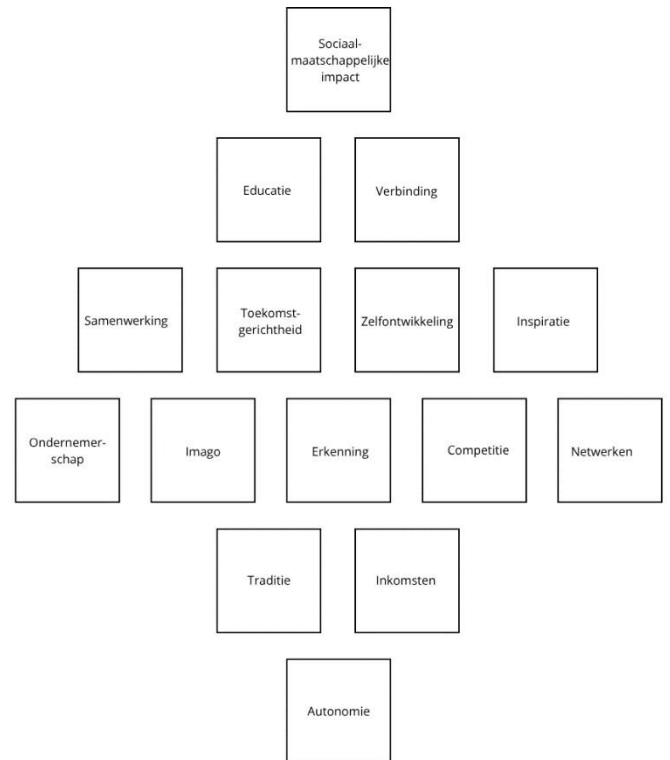 Sociaal-
maatschappelijke
impact
Educatie
Verbinding
Samenwerking
Toekomst-
gerichtheid
Zelfontwikkeling
Inspiratie
Ondernemer-
schap
Imago
Erkenning
Competitie
Netwerken
Traditie
Inkomsten
Autonomie